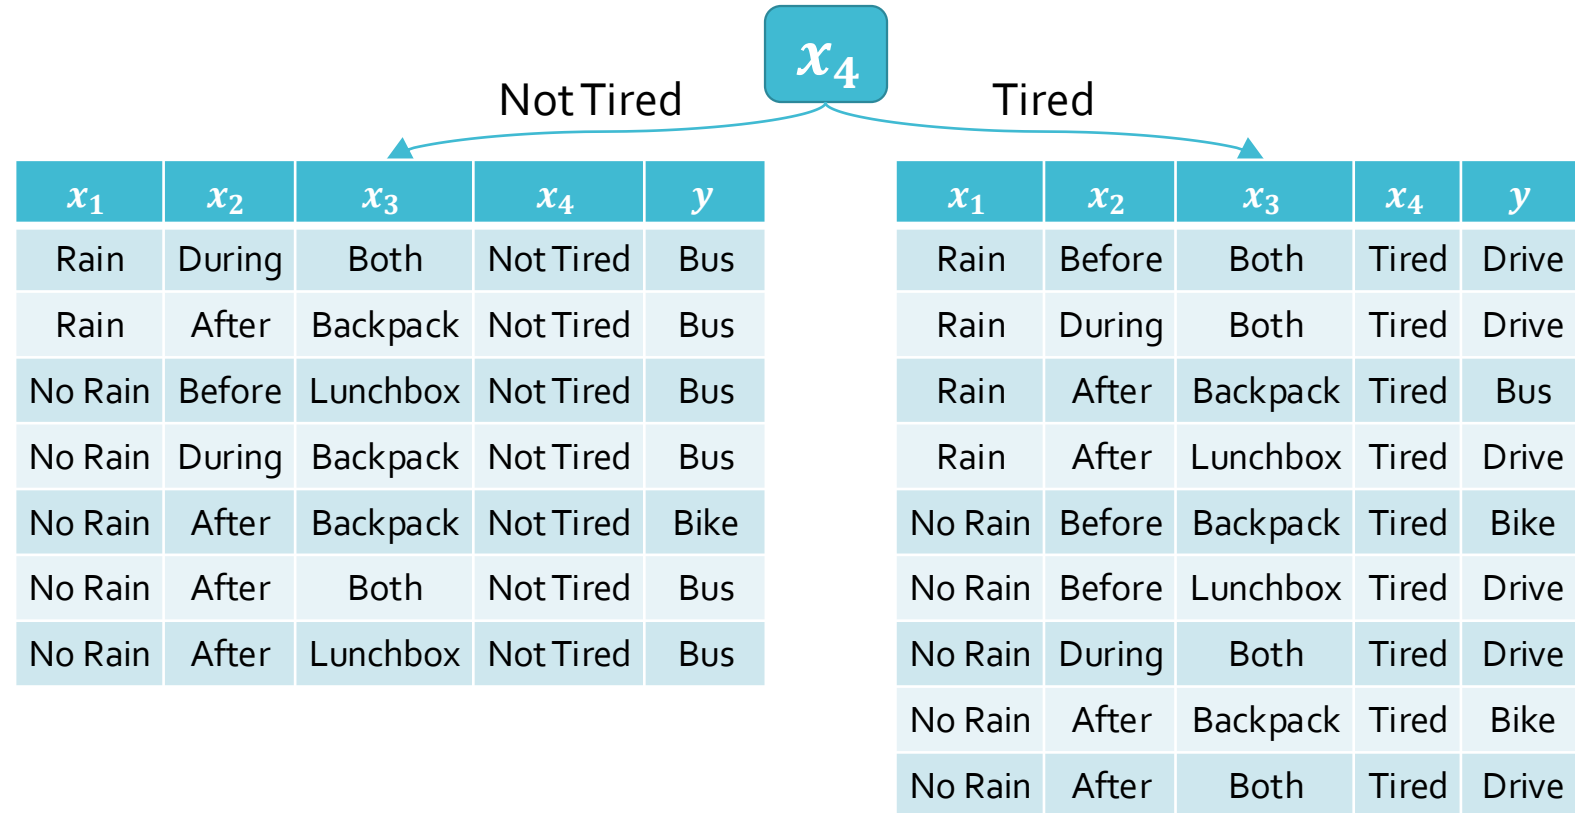 x₄
Not Tired Tired
x₁ x₂ x₃ x₄ y
Rain During Both Not Tired Bus
Rain After Backpack Not Tired Bus
No Rain Before Lunchbox Not Tired Bus
No Rain During Backpack Not Tired Bus
No Rain After Backpack Not Tired Bike
No Rain After Both Not Tired Bus
No Rain After Lunchbox Not Tired Bus
x₁ x₂ x₃ x₄ y
Rain Before Both Tired Drive
Rain During Both Tired Drive
Rain After Backpack Tired Bus
Rain After Lunchbox Tired Drive
No Rain Before Backpack Tired Bike
No Rain Before Lunchbox Tired Drive
No Rain During Both Tired Drive
No Rain After Backpack Tired Bike
No Rain After Both Tired Drive